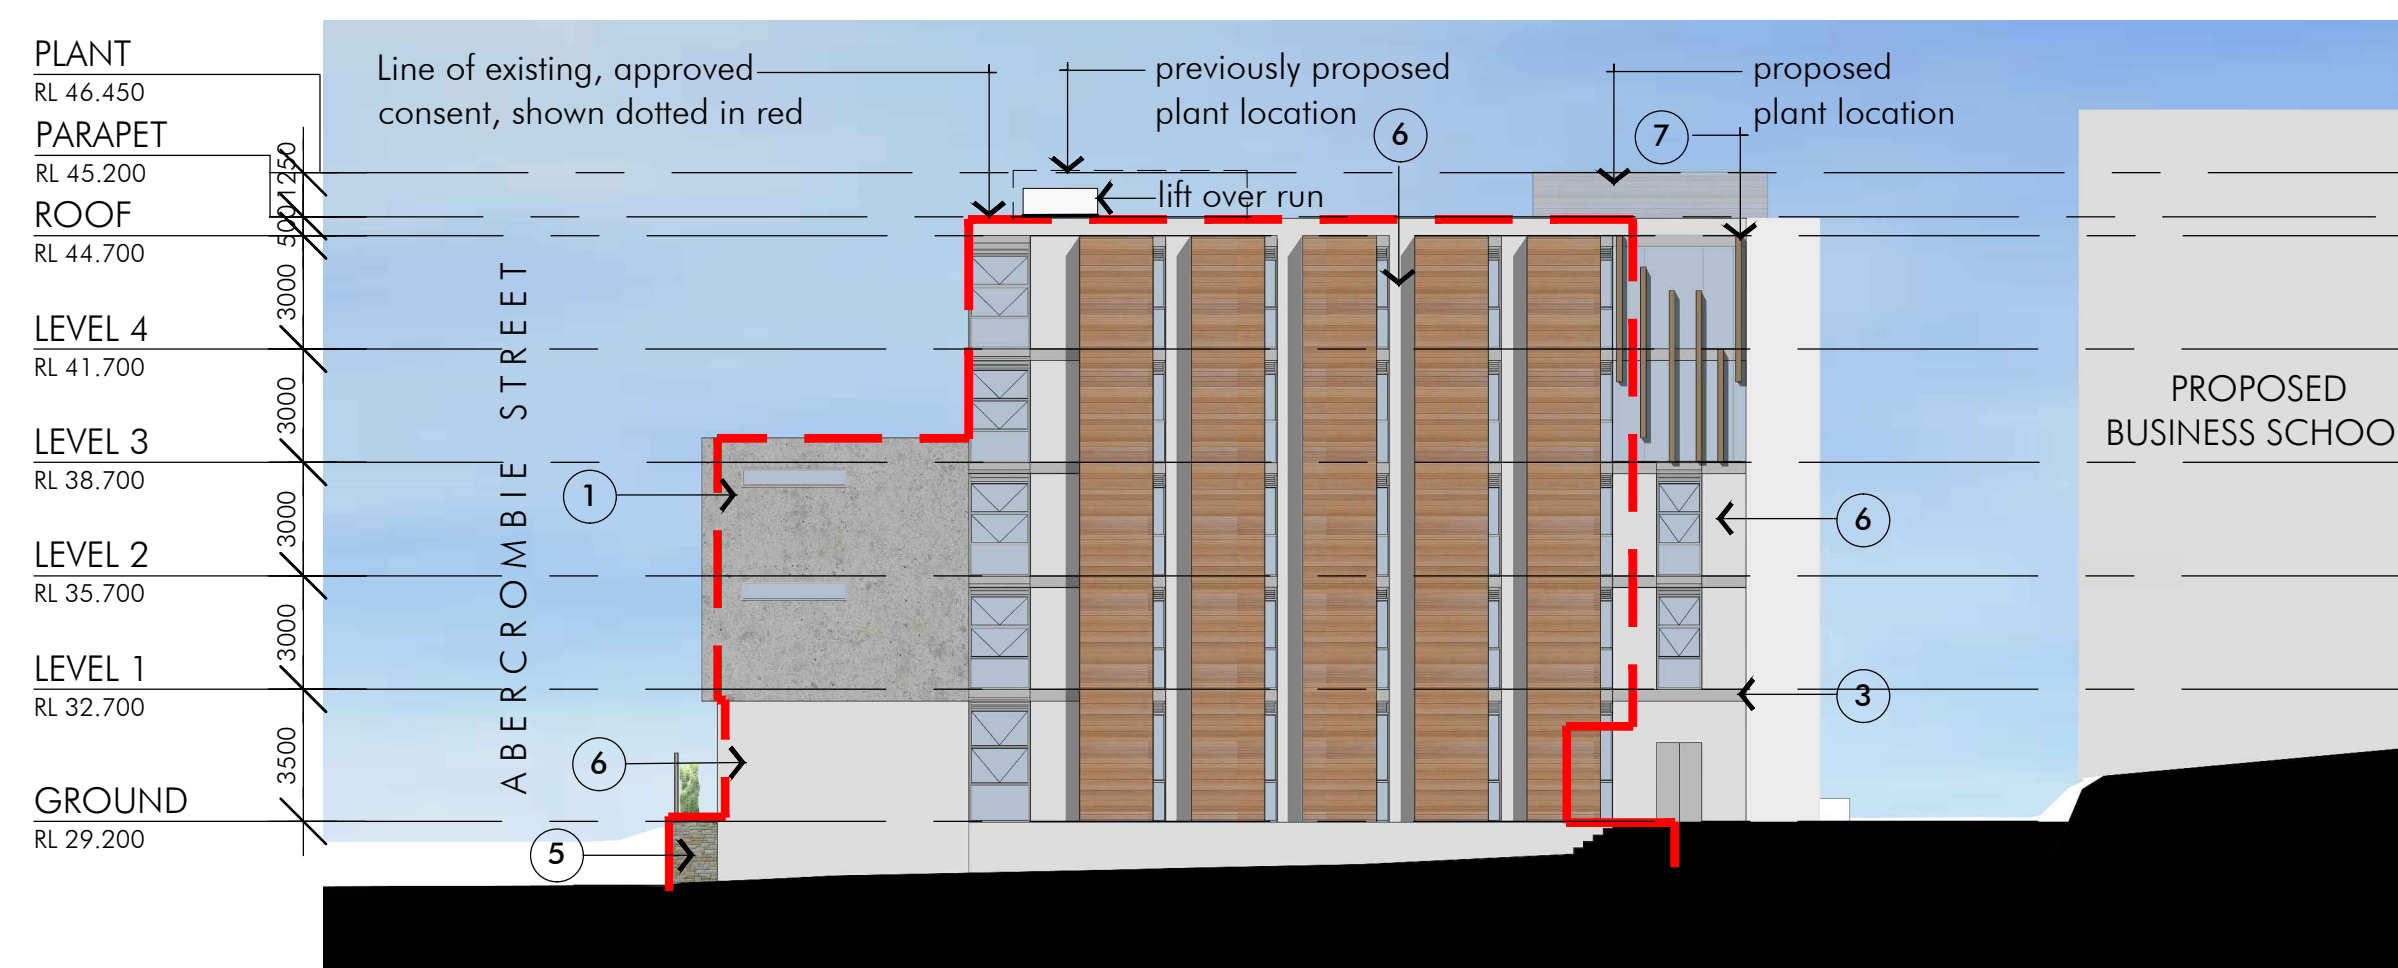 PLANT
RL 46.450
PARAPET
RL 45.200
ROOF
RL 44.700
LEVEL 4
RL 41.700
LEVEL 3
RL 38.700
LEVEL 2
RL 35.700
LEVEL 1
RL 32.700
GROUND
RL 29.200
1250
500
3000
3000
3000
3000
3500
ABERCROMBIE STREET
Line of existing, approved
consent, shown dotted in red
previously proposed
plant location
6
lift over run
proposed
plant location
7
1
6
5
6
3
PROPOSED
BUSINESS SCHOO